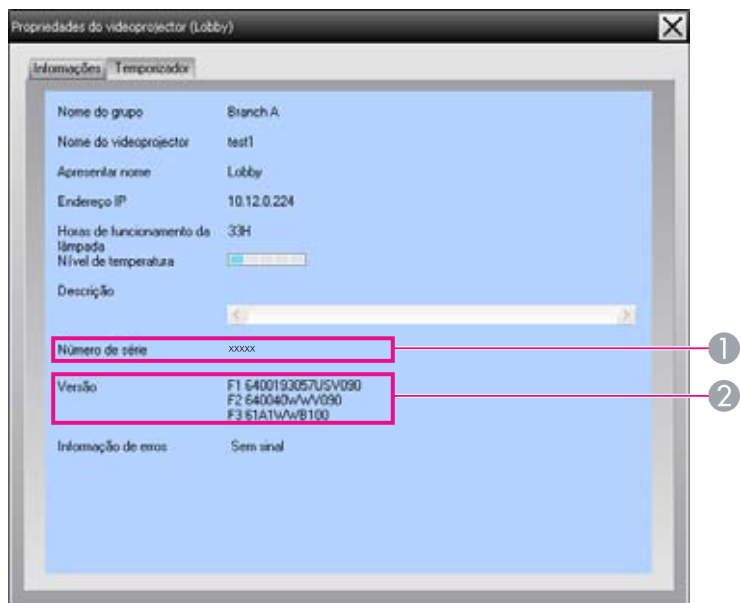 Propriedades do videoprojector (Lobby)
Informações Temporizador
Nome do grupo Branch A
Nome do videoprojector test1
Apresentar nome Lobby
Endereço IP 10.12.0.224
Horas de funcionamento da 33H
lâmpada
Nível de temperatura
Descrição
Número de série xxxxx 1
Versão F1 6400193057USV090 2
F2 640040WWV090
F3 61A1WWB100
Informação de erros Sem sinal